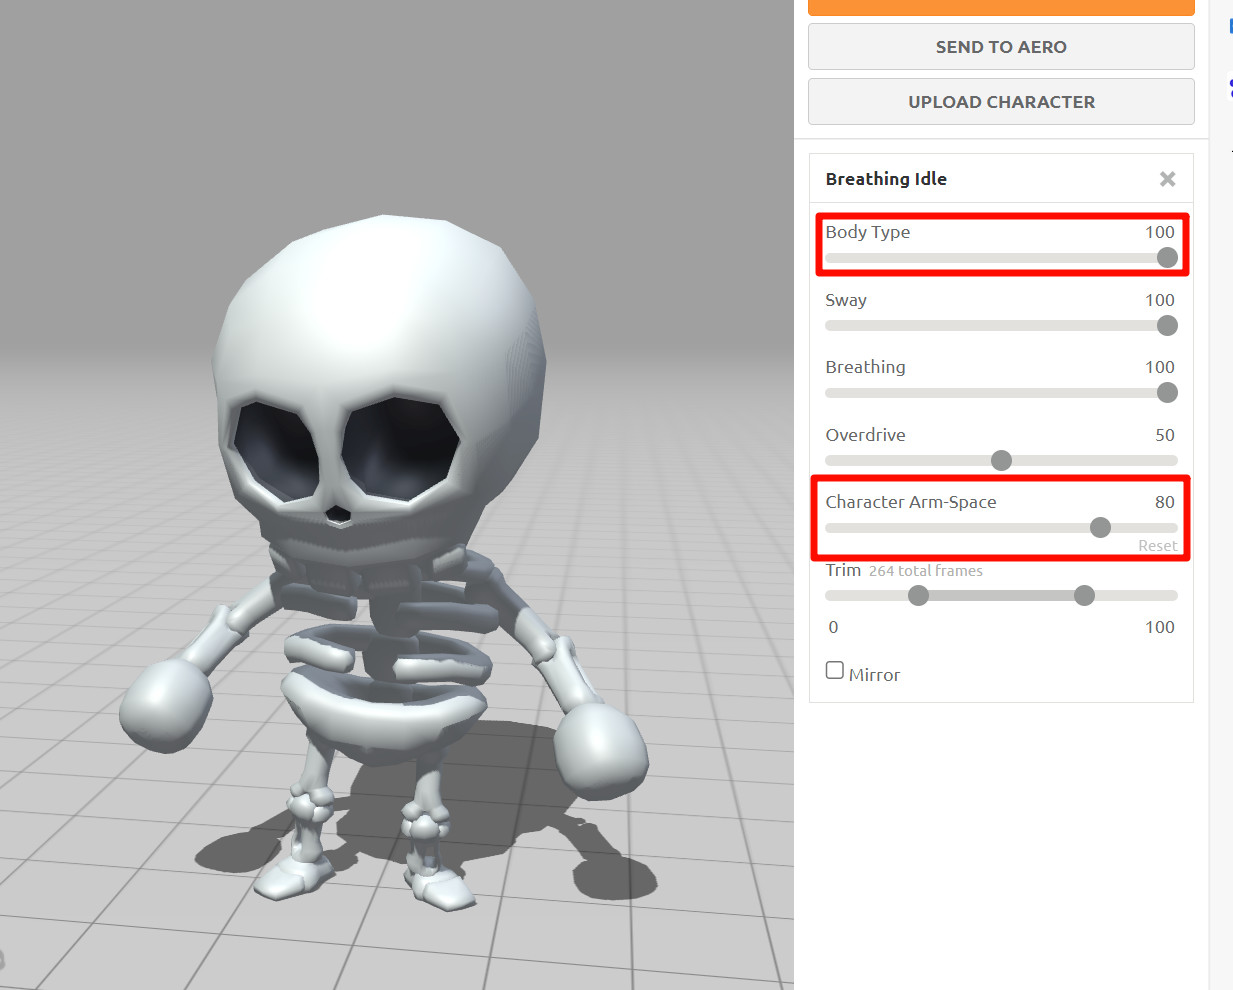 SEND TO AERO
UPLOAD CHARACTER
Breathing Idle
Body Type 100
Sway 100
Breathing 100
Overdrive 50
Character Arm-Space 80
Reset
Trim 264 total frames
0 100
Mirror